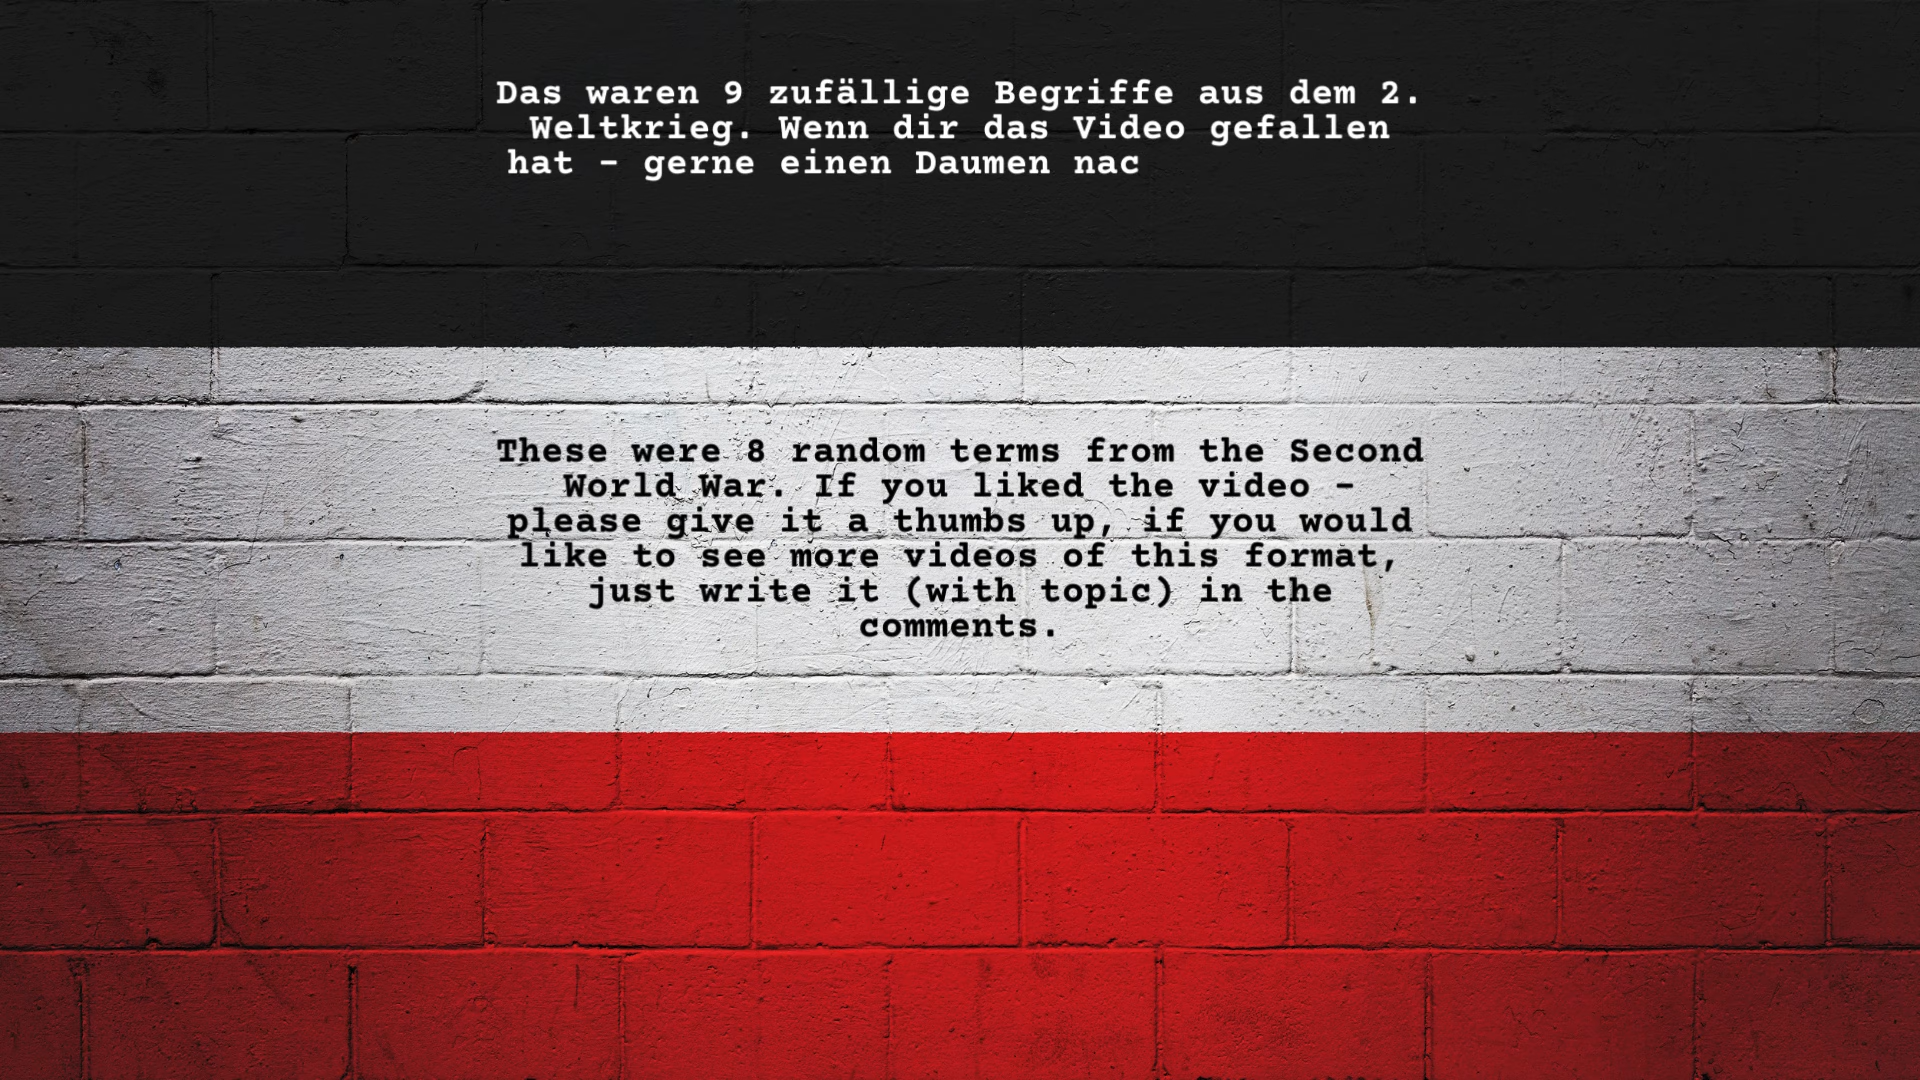 Das waren 9 zufällige Begriffe aus dem 2.
Weltkrieg. Wenn dir das Video gefallen
hat - gerne einen Daumen nac
These were 8 random terms from the Second
World War. If you liked the video -
please give it a thumbs up, if you would
like to see more videos of this format,
just write it (with topic) in the
comments.